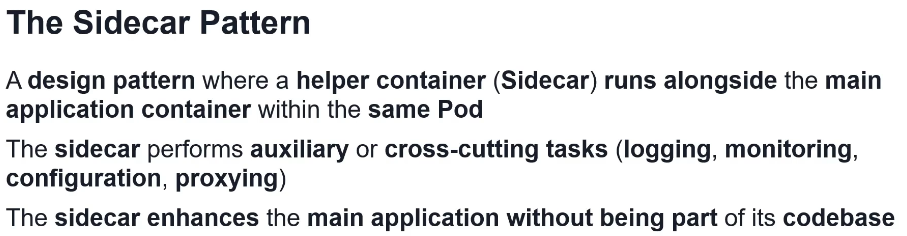 The Sidecar Pattern
A design pattern where a helper container (Sidecar) runs alongside the main
application container within the same Pod
The sidecar performs auxiliary or cross-cutting tasks (logging, monitoring,
configuration, proxying)
The sidecar enhances the main application without being part of its codebase